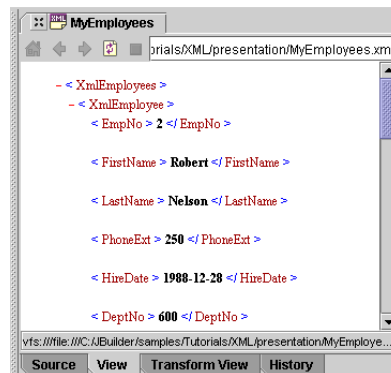 XML MyEmployees
orials/XML/presentation/MyEmployees.xm
- < XmlEmployees >
- < XmlEmployee >
< EmpNo > 2 </ EmpNo >
< FirstName > Robert </ FirstName >
< LastName > Nelson </ LastName >
< PhoneExt > 250 </ PhoneExt >
< HireDate > 1988-12-28 </ HireDate >
< DeptNo > 600 </ DeptNo >
vfs:///file:///C:/JBuilder/samples/Tutorials/XML/presentation/MyEmploye...
Source View Transform View History